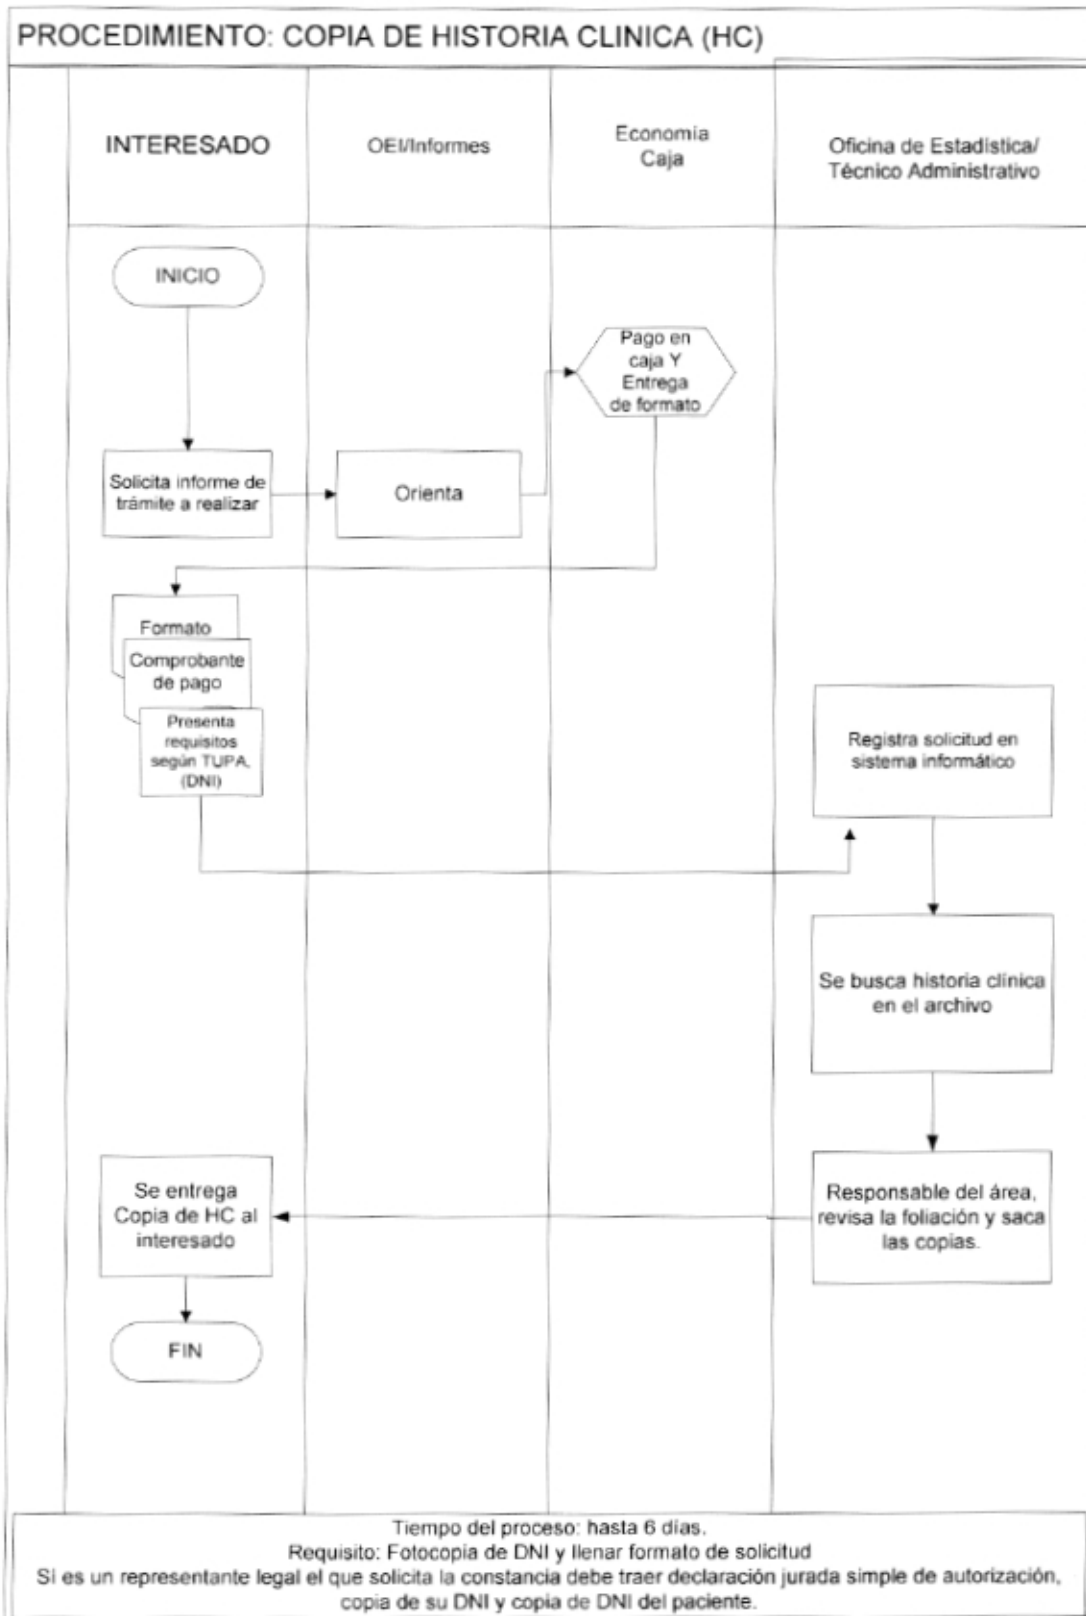 PROCEDIMIENTO: COPIA DE HISTORIA CLINICA (HC)
INTERESADO
OEI/Informes
Economía
Caja
Oficina de Estadística/
Técnico Administrativo
INICIO
Pago en
caja Y
Entrega
de formato
Solicita informe de
trámite a realizar
Orienta
Formato
Comprobante
de pago
Presenta
requisitos
según TUPA,
(DNI)
Registra solicitud en
sistema informático
Se busca historia clínica
en el archivo
Responsable del área,
revisa la foliación y saca
las copias.
Se entrega
Copia de HC al
interesado
FIN
Tiempo del proceso: hasta 6 días.
Requisito: Fotocopia de DNI y llenar formato de solicitud
Si es un representante legal el que solicita la constancia debe traer declaración jurada simple de autorización,
copia de su DNI y copia de DNI del paciente.